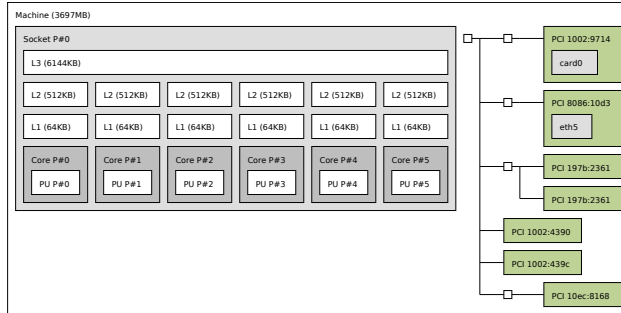 Machine (3697MB)
Socket P#0
L3 (6144KB)
L2 (512KB) L2 (512KB) L2 (512KB) L2 (512KB) L2 (512KB) L2 (512KB)
L1 (64KB) L1 (64KB) L1 (64KB) L1 (64KB) L1 (64KB) L1 (64KB)
Core P#0 Core P#1 Core P#2 Core P#3 Core P#4 Core P#5
PU P#0 PU P#1 PU P#2 PU P#3 PU P#4 PU P#5
PCI 1002:9714
card0
PCI 8086:10d3
eth5
PCI 197b:2361
PCI 197b:2361
PCI 1002:4390
PCI 1002:439c
PCI 10ec:8168